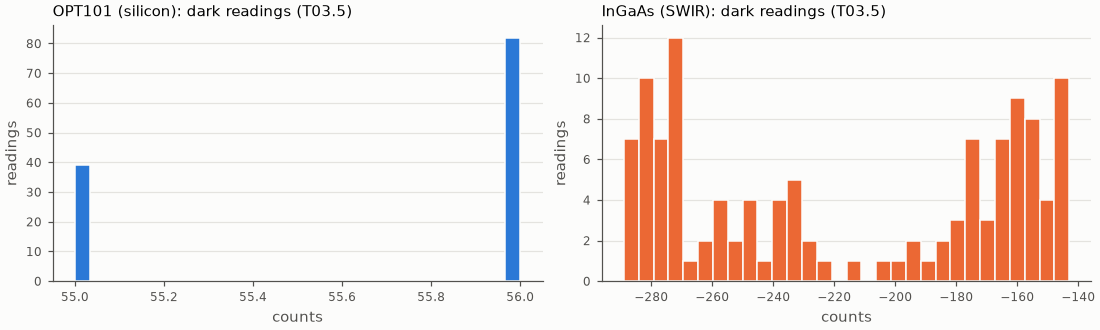 OPT101 (silicon): dark readings (T03.5)
80
70
60
50
40
30
20
10
0
readings
55.0 55.2 55.4 55.6 55.8 56.0
counts
InGaAs (SWIR): dark readings (T03.5)
12
10
8
6
4
2
0
readings
−280 −260 −240 −220 −200 −180 −160 −140
counts